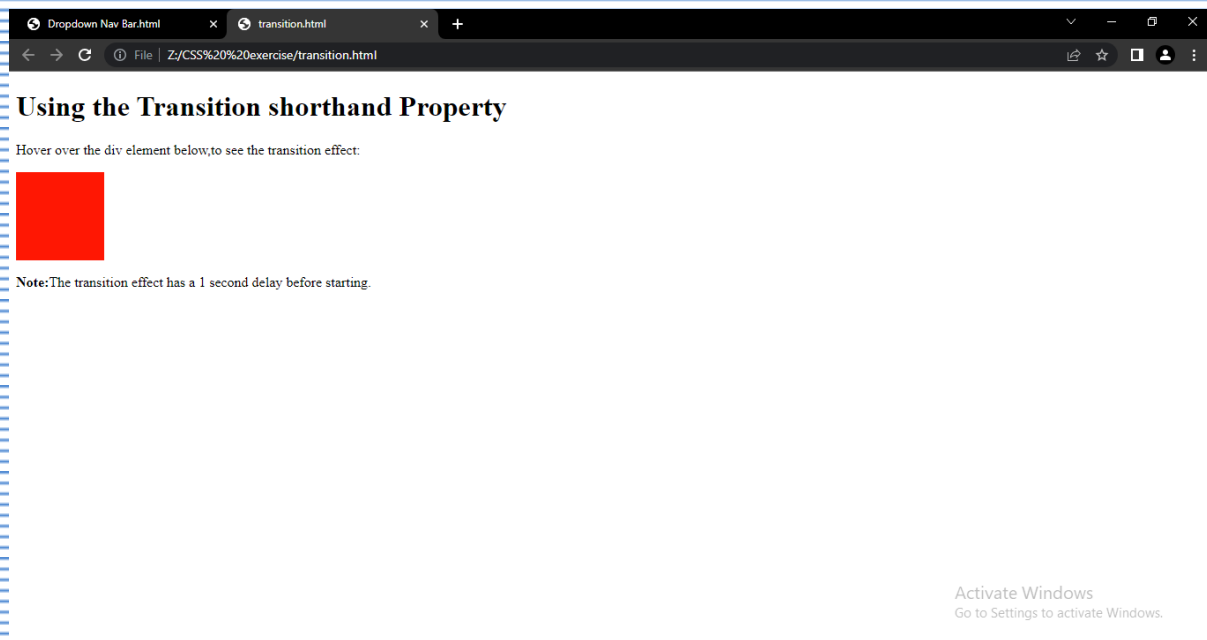 Dropdown Nav Bar.html
transition.html
File
Z:/CSS%20%20exercise/transition.html
Using the Transition shorthand Property
Hover over the div element below,to see the transition effect:
Note:The transition effect has a 1 second delay before starting.
Activate Windows
Go to Settings to activate Windows.